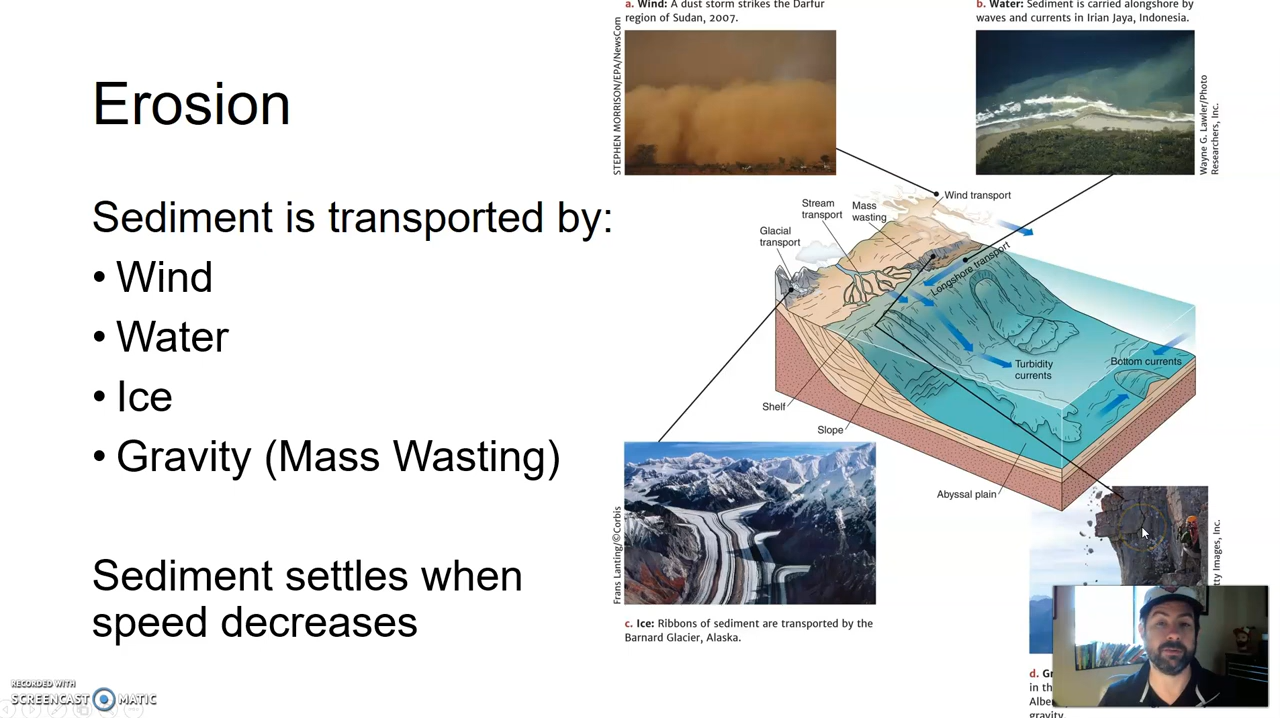 Erosion
Sediment is transported by:
• Wind
• Water
• Ice
• Gravity (Mass Wasting)
Sediment settles when
speed decreases
a. Wind: A dust storm strikes the Darfur
region of Sudan, 2007.
STEPHEN MORRISON/EPA/NewsCom
b. Water: Sediment is carried alongshore by
waves and currents in Irian Jaya, Indonesia.
Wayne G. Lawler/Photo
Researchers, Inc.
Wind transport
Stream
transport
Mass
wasting
Glacial
transport
Longshore transport
Turbidity
currents
Bottom currents
Shelf
Slope
Abyssal plain
Frans Lanting/©Corbis
c. Ice: Ribbons of sediment are transported by the
Barnard Glacier, Alaska.
Images, Inc.
d.
in
gravity.
RECORDED WITH
SCREENCAST MATIC